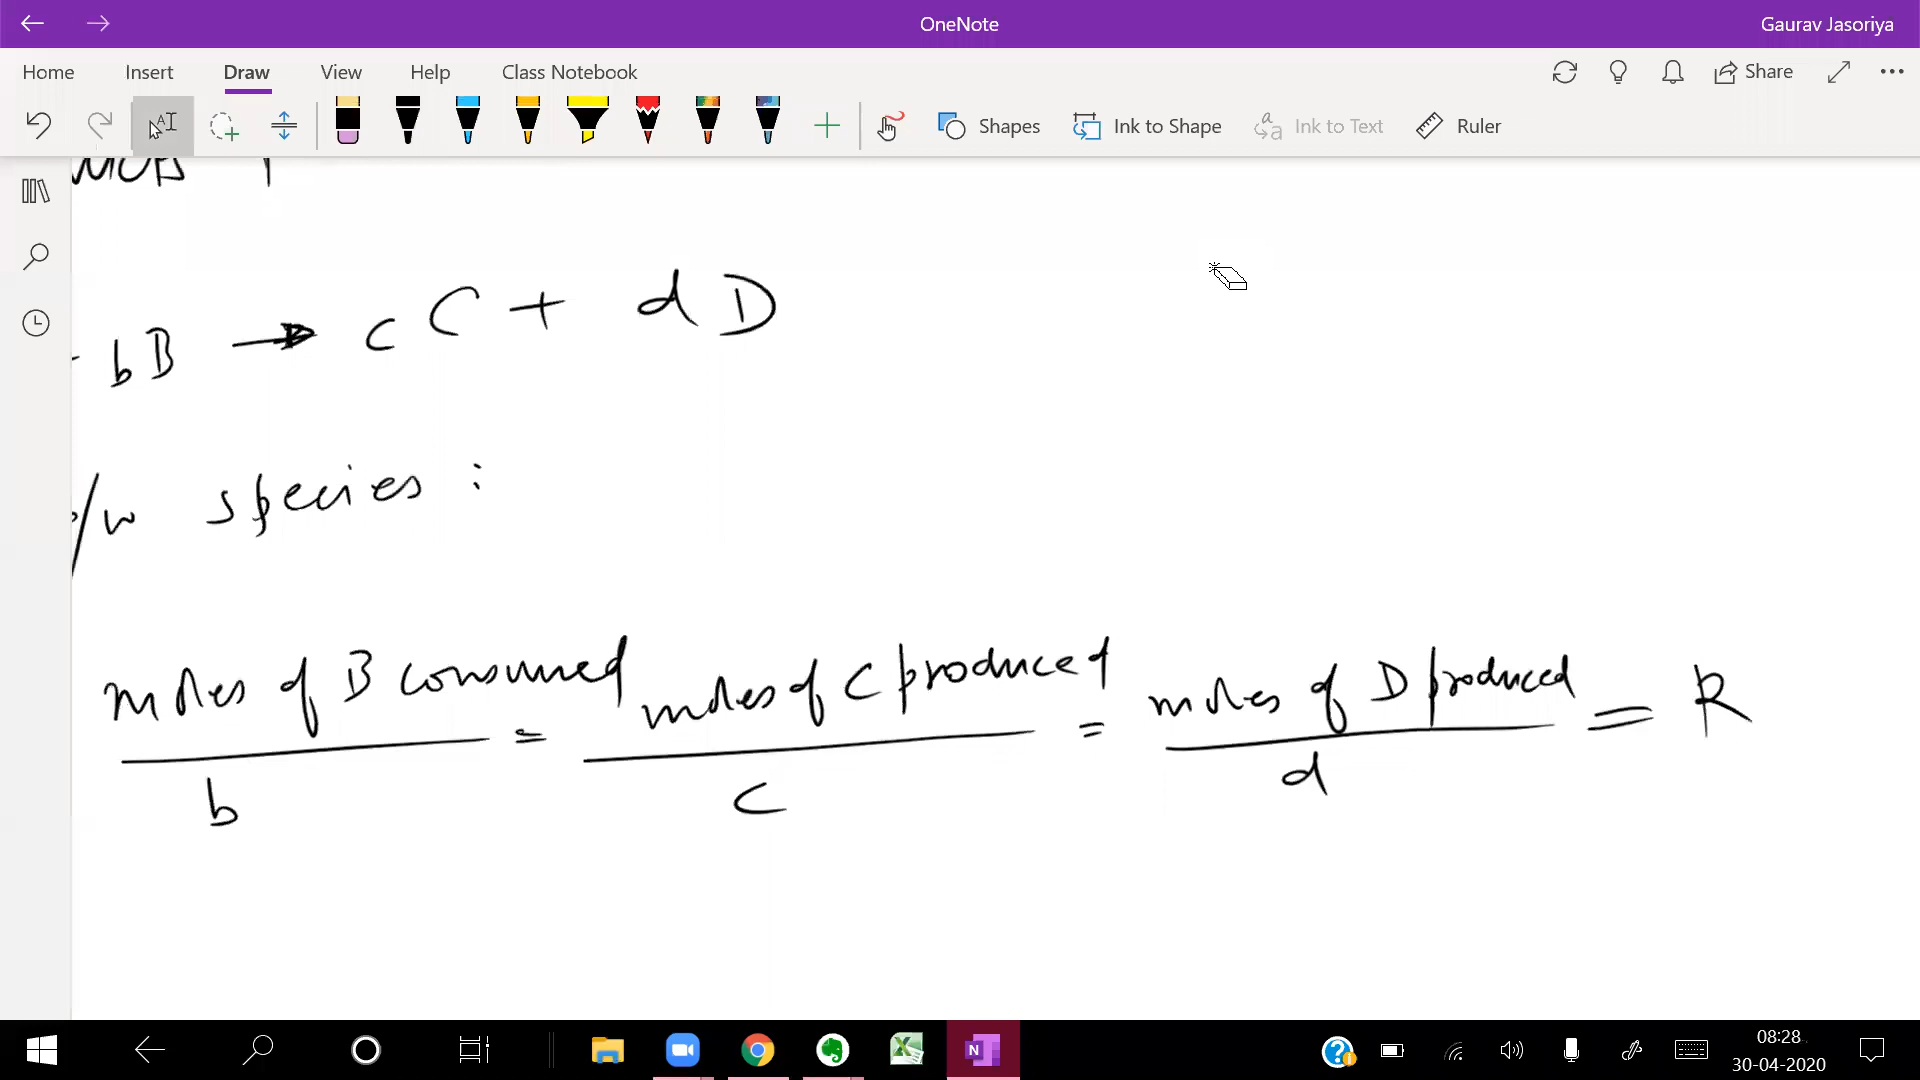 OneNote
Gaurav Jasoriya
Home Insert Draw View Help Class Notebook Share
Shapes Ink to Shape Ink to Text Ruler
bB → c C + d D
/w species :
moles of B consumed / b = moles of C produced / c = moles of D produced / d = R
08:28
30-04-2020